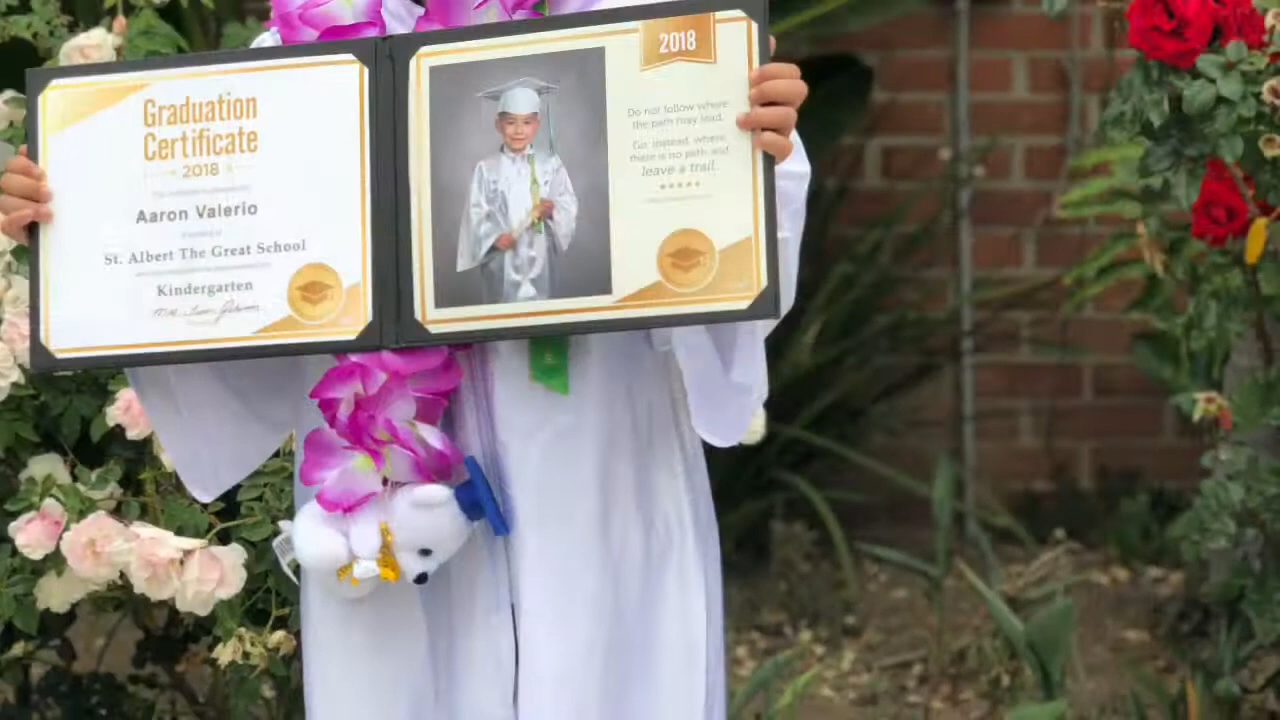 Graduation
Certificate
2018
Aaron Valerio
St. Albert The Great School
Kindergarten
2018
Do not follow where
the path may lead.
Go, instead, where
there is no path and
leave a trail.